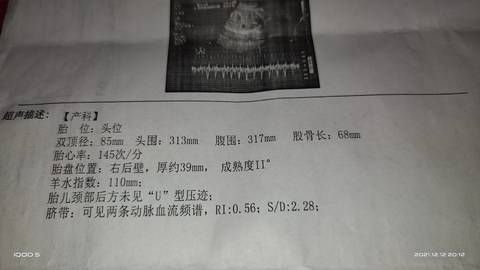 超声描述：【产科】
胎 位：头位
双顶径：85mm 头围：313mm 腹围：317mm 股骨长：68mm
胎心率：145次/分
胎盘位置：右后壁，厚约39mm， 成熟度II°
羊水指数：110mm；
胎儿颈部后方未见“U”型压迹；
脐带：可见两条动脉血流频谱，RI:0.56；S/D:2.28；
2021.12.12 20:12